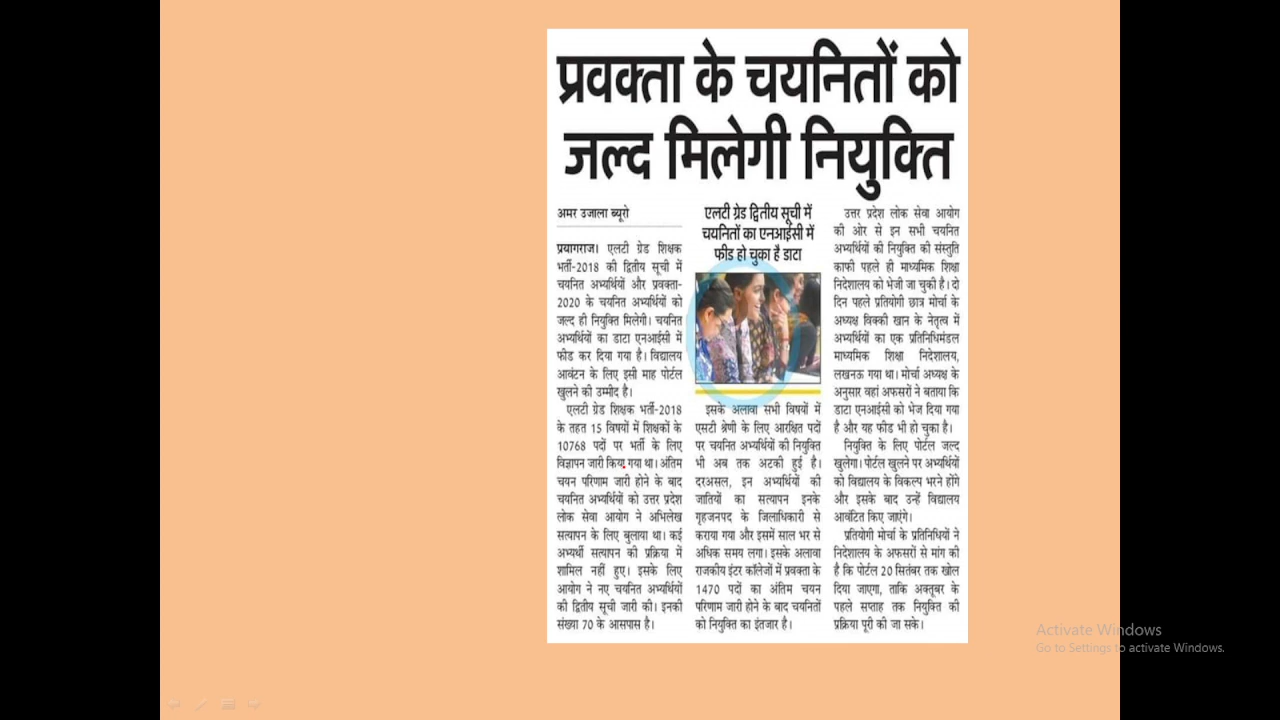 प्रवक्ता के चयनितों को
जल्द मिलेगी नियुक्ति
अमर उजाला ब्यूरो
प्रयागराज। एलटी ग्रेड शिक्षक
भर्ती-2018 की द्वितीय सूची में
चयनित अभ्यर्थियों और प्रवक्ता-
2020 के चयनित अभ्यर्थियों को
जल्द ही नियुक्ति मिलेगी। चयनित
अभ्यर्थियों का डाटा एनआईसी में
फीड कर दिया गया है। विद्यालय
आवंटन के लिए इसी माह पोर्टल
खुलने की उम्मीद है।
एलटी ग्रेड शिक्षक भर्ती-2018
के तहत 15 विषयों में शिक्षकों के
10768 पदों पर भर्ती के लिए
विज्ञापन जारी किया गया था। अंतिम
चयन परिणाम जारी होने के बाद
चयनित अभ्यर्थियों को उत्तर प्रदेश
लोक सेवा आयोग ने अभिलेख
सत्यापन के लिए बुलाया था। कई
अभ्यर्थी सत्यापन की प्रक्रिया में
शामिल नहीं हुए। इसके लिए
आयोग ने नए चयनित अभ्यर्थियों
की द्वितीय सूची जारी की। इनकी
संख्या 70 के आसपास है।
एलटी ग्रेड द्वितीय सूची में
चयनितों का एनआईसी में
फीड हो चुका है डाटा
इसके अलावा सभी विषयों में
एसटी श्रेणी के लिए आरक्षित पदों
पर चयनित अभ्यर्थियों की नियुक्ति
भी अब तक अटकी हुई है।
दरअसल, इन अभ्यर्थियों की
जातियों का सत्यापन इनके
गृहजनपद के जिलाधिकारी से
कराया गया और इसमें साल भर से
अधिक समय लगा। इसके अलावा
राजकीय इंटर कॉलेजों में प्रवक्ता के
1470 पदों का अंतिम चयन
परिणाम जारी होने के बाद चयनितों
को नियुक्ति का इंतजार है।
उत्तर प्रदेश लोक सेवा आयोग
की ओर से इन सभी चयनित
अभ्यर्थियों की नियुक्ति की संस्तुति
काफी पहले ही माध्यमिक शिक्षा
निदेशालय को भेजी जा चुकी है। दो
दिन पहले प्रतियोगी छात्र मोर्चा के
अध्यक्ष विक्की खान के नेतृत्व में
अभ्यर्थियों का एक प्रतिनिधिमंडल
माध्यमिक शिक्षा निदेशालय,
लखनऊ गया था। मोर्चा अध्यक्ष के
अनुसार वहां अफसरों ने बताया कि
डाटा एनआईसी को भेज दिया गया
है और यह फीड भी हो चुका है।
नियुक्ति के लिए पोर्टल जल्द
खुलेगा। पोर्टल खुलने पर अभ्यर्थियों
को विद्यालय के विकल्प भरने होंगे
और इसके बाद उन्हें विद्यालय
आवंटित किए जाएंगे।
प्रतियोगी मोर्चा के प्रतिनिधियों ने
निदेशालय के अफसरों से मांग की
है कि पोर्टल 20 सितंबर तक खोल
दिया जाएगा, ताकि अक्तूबर के
पहले सप्ताह तक नियुक्ति की
प्रक्रिया पूरी की जा सके।
Activate Windows
Go to Settings to activate Windows.